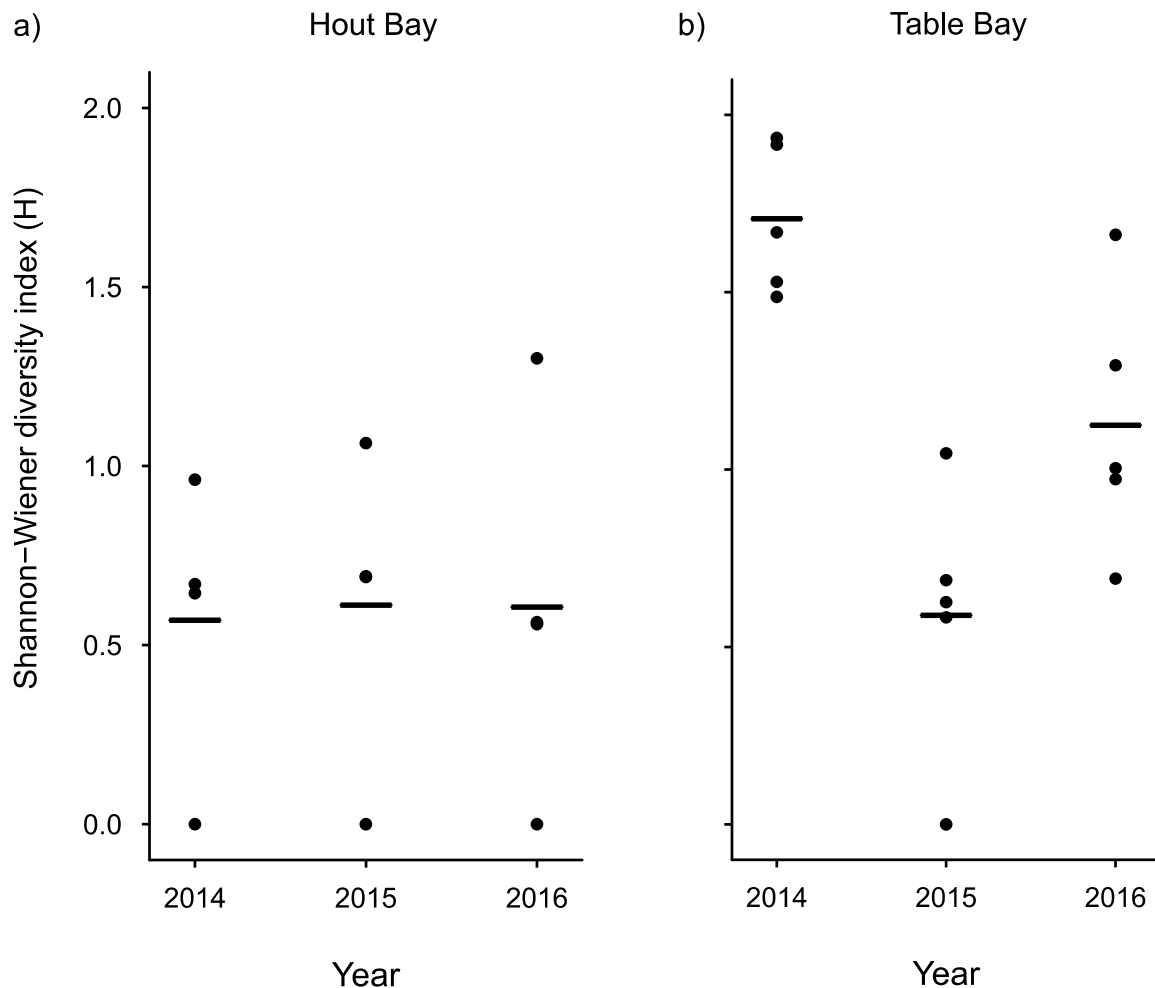 a)
Hout Bay
b)
Table Bay
Shannon−Wiener diversity index (H)
2.0
1.5
1.0
0.5
0.0
2014
2015
2016
2014
2015
2016
Year
Year